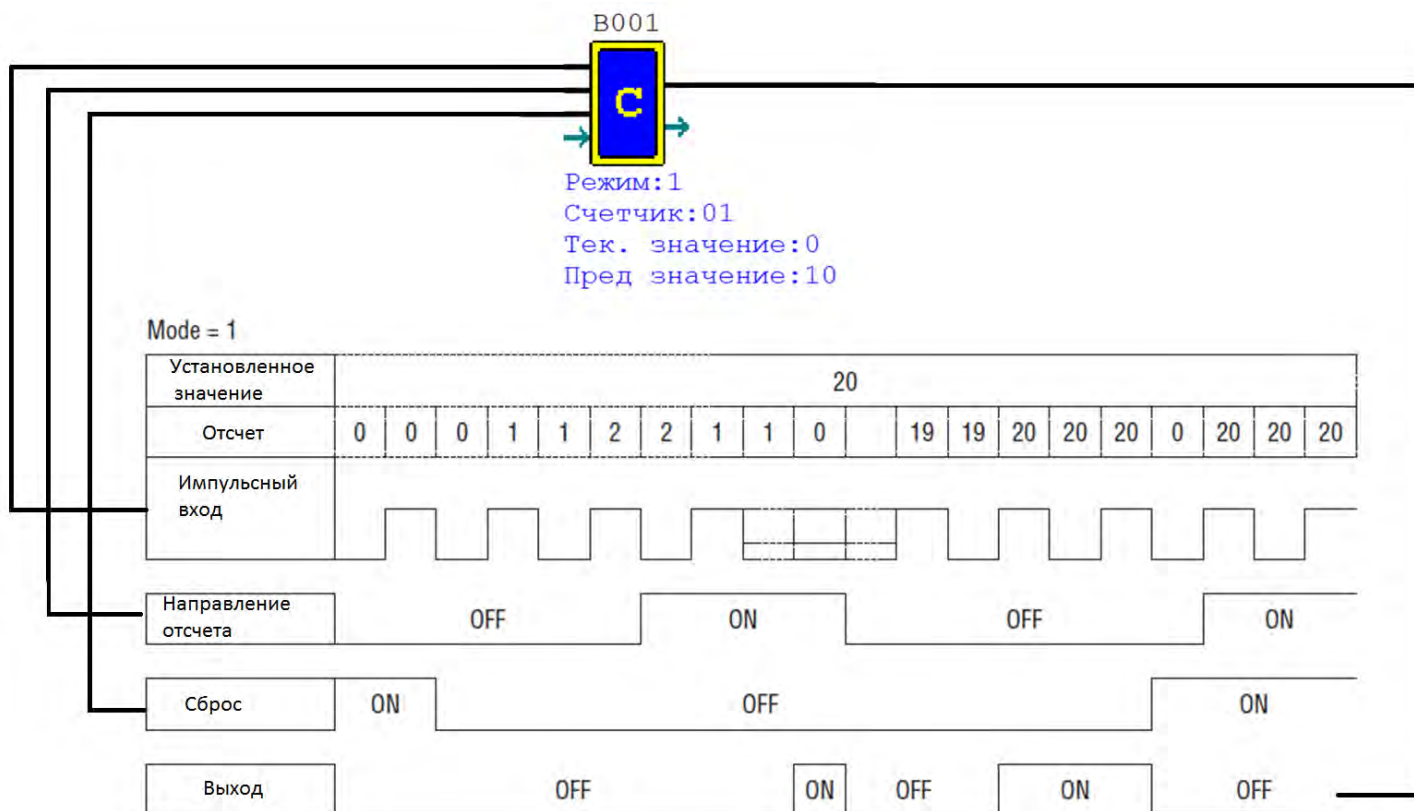 B001
C
Режим:1
Счетчик:01
Тек. значение:0
Пред значение:10
Mode = 1
Установленное
значение
20
Отсчет 0 0 0 1 1 2 2 1 1 0 19 19 20 20 20 0 20 20 20
Импульсный
вход
Направление
отсчета
OFF ON OFF ON
Сброс ON OFF ON
Выход OFF ON OFF ON OFF